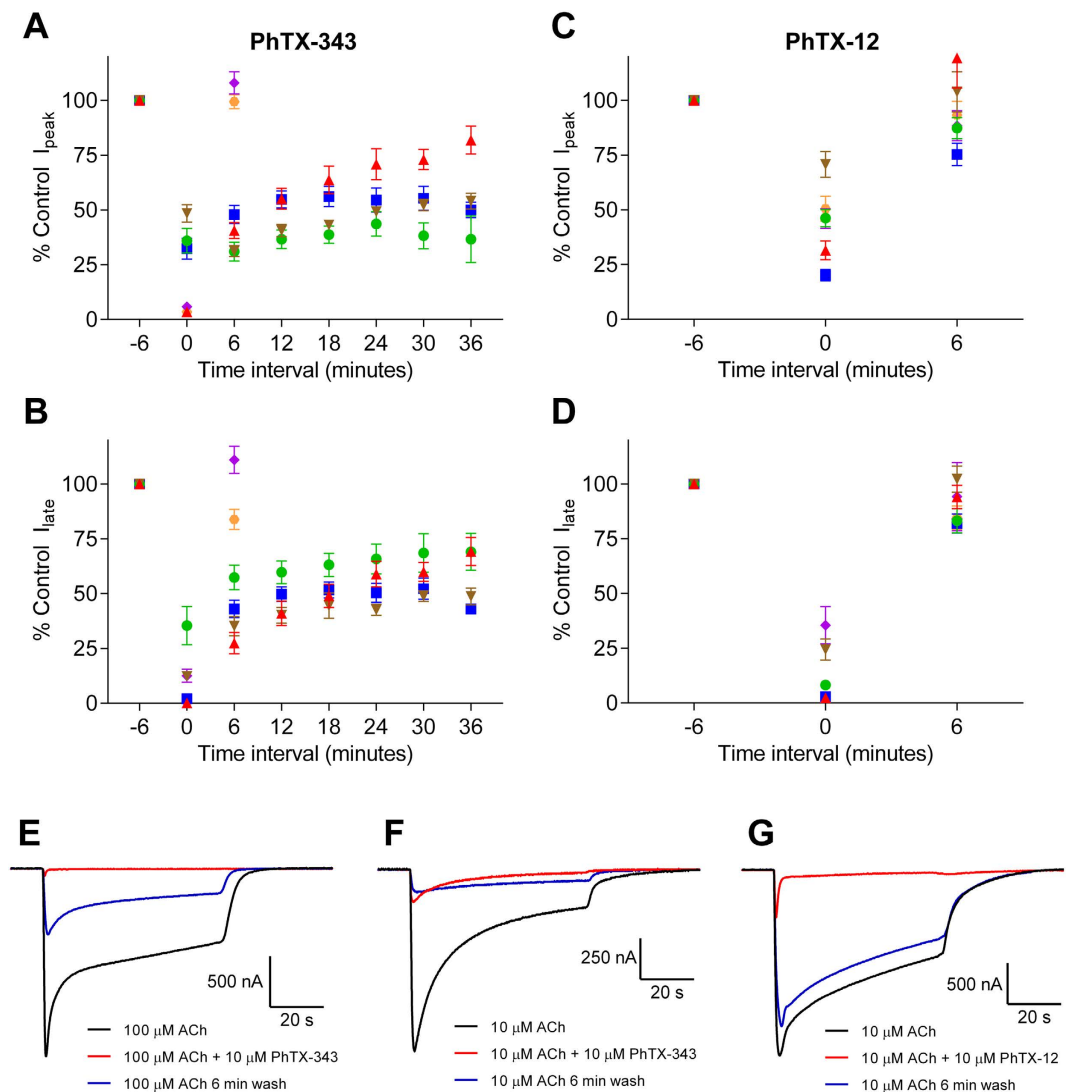 A
PhTX-343
% Control Ipeak
100
75
50
25
0
-6 0 6 12 18 24 30 36
Time interval (minutes)
C
PhTX-12
% Control Ipeak
100
75
50
25
0
-6 0 6
Time interval (minutes)
B
% Control Ilate
100
75
50
25
0
-6 0 6 12 18 24 30 36
Time interval (minutes)
D
% Control Ilate
100
75
50
25
0
-6 0 6
Time interval (minutes)
E
500 nA
20 s
100 μM ACh
100 μM ACh + 10 μM PhTX-343
100 μM ACh 6 min wash
F
250 nA
20 s
10 μM ACh
10 μM ACh + 10 μM PhTX-343
10 μM ACh 6 min wash
G
500 nA
20 s
10 μM ACh
10 μM ACh + 10 μM PhTX-12
10 μM ACh 6 min wash